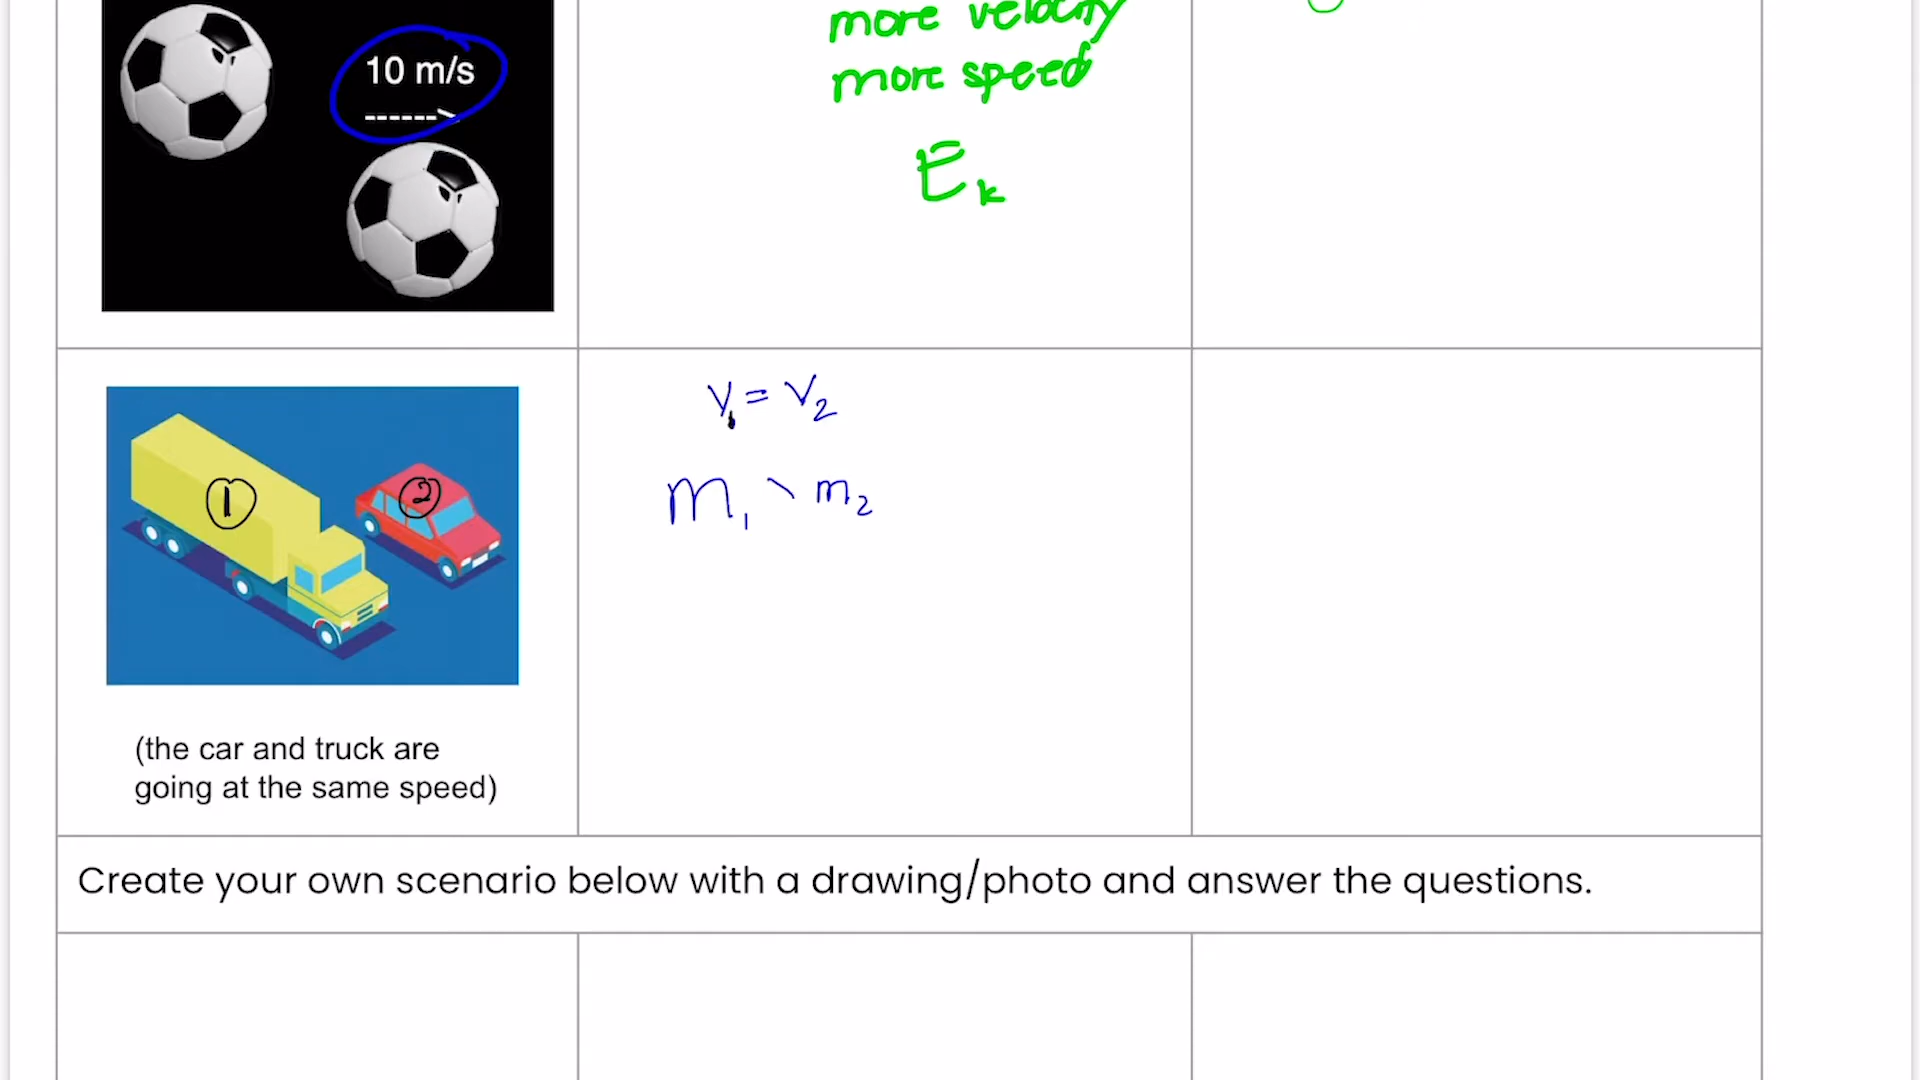 more velocity
more speed
10 m/s
------>
E k
v1 = v2
1
2
m1 \ m2
(the car and truck are
going at the same speed)
Create your own scenario below with a drawing/photo and answer the questions.